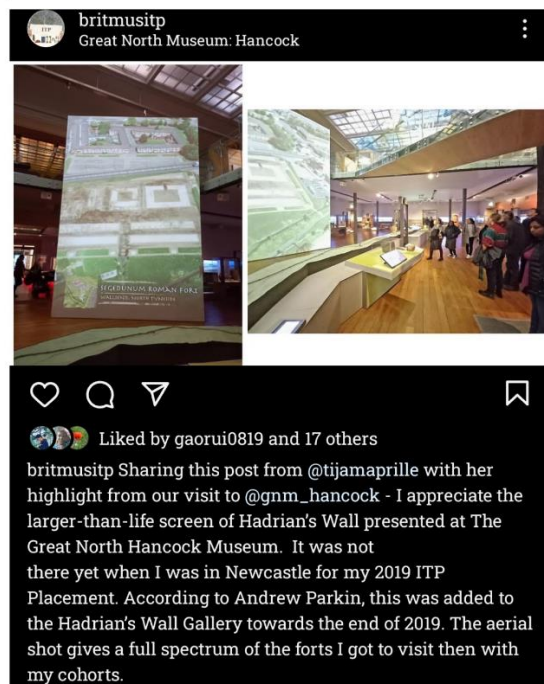 ITP
britmusitp
Great North Museum: Hancock
SEGEDUNUM ROMAN FORT
Liked by gaorui0819 and 17 others
britmusitp Sharing this post from @tijamaprille with her
highlight from our visit to @gnm_hancock - I appreciate the
larger-than-life screen of Hadrian’s Wall presented at The
Great North Hancock Museum.  It was not
there yet when I was in Newcastle for my 2019 ITP
Placement. According to Andrew Parkin, this was added to
the Hadrian’s Wall Gallery towards the end of 2019. The aerial
shot gives a full spectrum of the forts I got to visit then with
my cohorts.